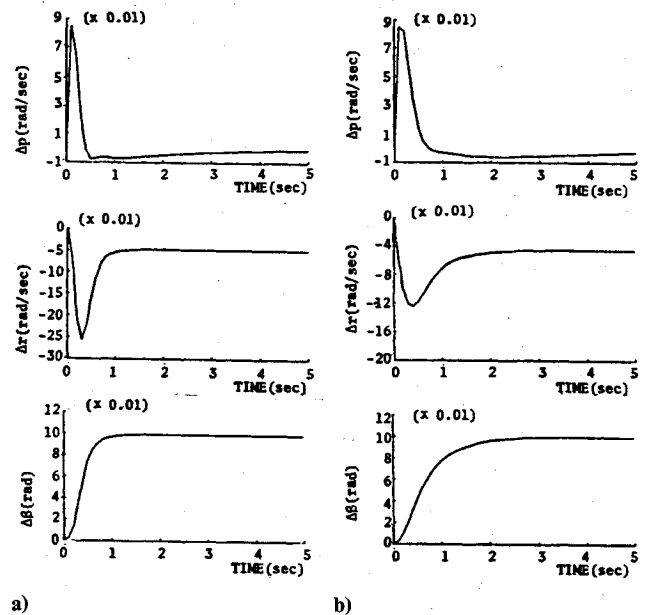 9
(x 0.01)
7
5
3
1
-1
Δp(rad/sec)
0 1 2 3 4 5
TIME(sec)
9
(x 0.01)
7
5
3
1
-1
Δp(rad/sec)
0 1 2 3 4 5
TIME(sec)
0
(x 0.01)
-5
-10
-15
-20
-25
-30
Δr(rad/sec)
0 1 2 3 4 5
TIME(sec)
0
(x 0.01)
-4
-8
-12
-16
-20
Δr(rad/sec)
0 1 2 3 4 5
TIME(sec)
12
(x 0.01)
10
8
6
4
2
0
Δβ(rad)
0 1 2 3 4 5
TIME(sec)
12
(x 0.01)
10
8
6
4
2
0
Δβ(rad)
0 1 2 3 4 5
TIME(sec)
a)
b)